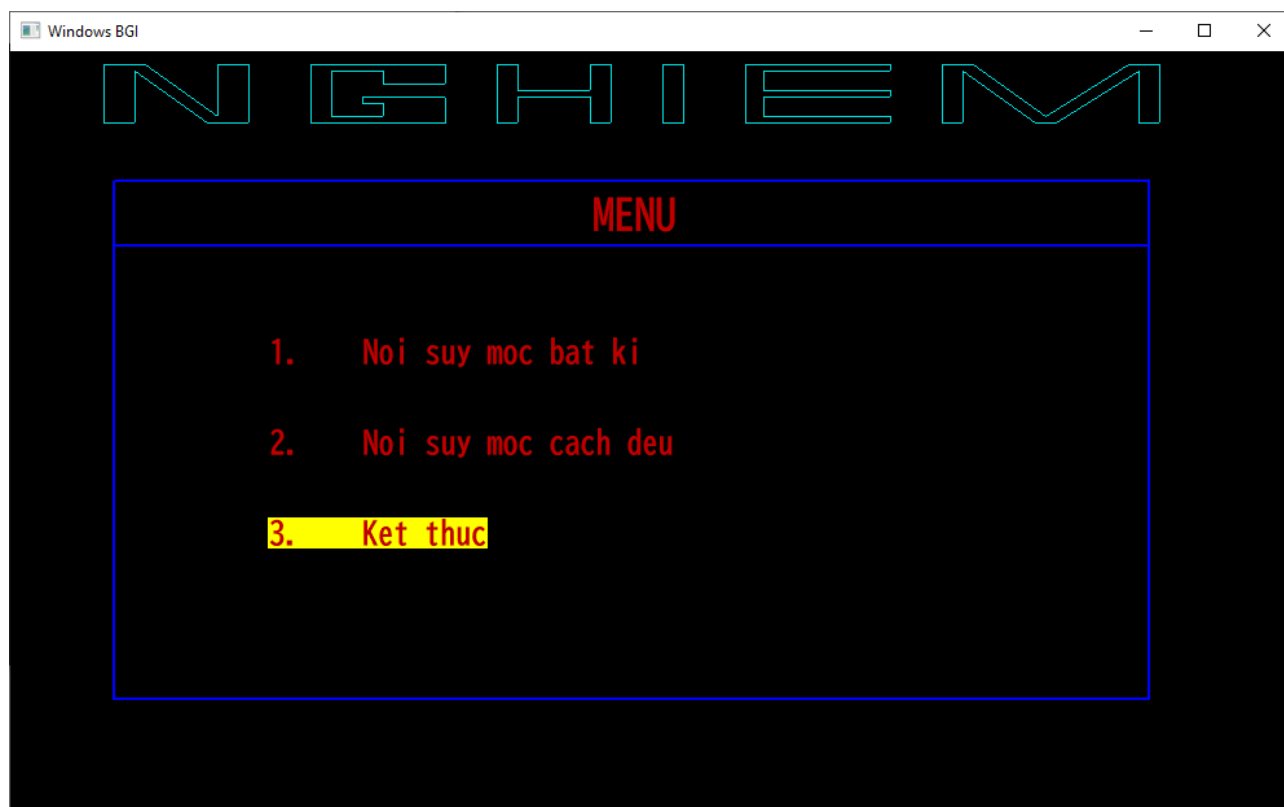 Windows BGI
NGHIEM
MENU
1. Noi suy moc bat ki
2. Noi suy moc cach deu
3. Ket thuc